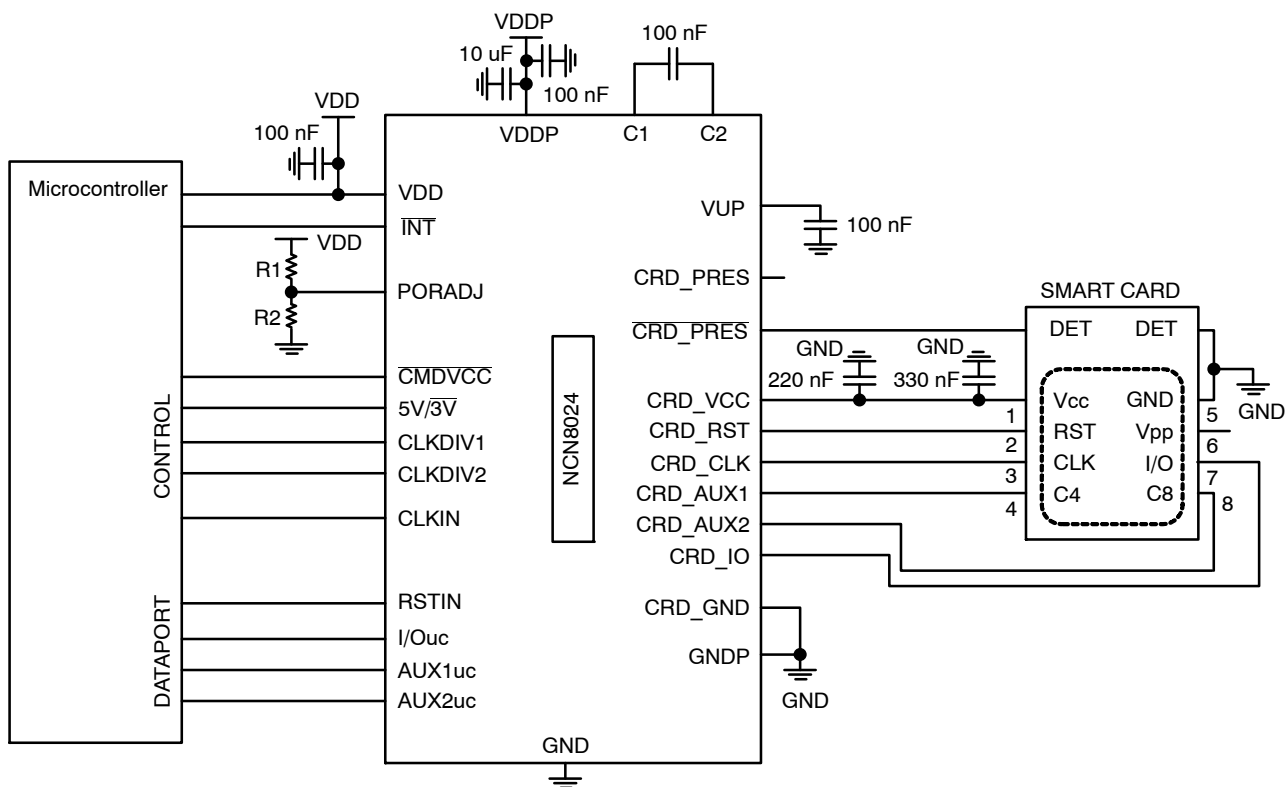 VDDP
10 uF
100 nF
100 nF
VDD
100 nF
VDDP
C1
C2
Microcontroller
VDD
INT
VDD
R1
R2
PORADJ
CMDVCC
5V/3V
CLKDIV1
CLKDIV2
CLKIN
CONTROL
RSTIN
I/Ouc
AUX1uc
AUX2uc
DATAPORT
NCN8024
GND
VUP
100 nF
CRD_PRES
CRD_PRES
CRD_VCC
CRD_RST
CRD_CLK
CRD_AUX1
CRD_AUX2
CRD_IO
CRD_GND
GNDP
GND
GND
220 nF
GND
330 nF
SMART CARD
DET
DET
Vcc
GND
RST
Vpp
CLK
I/O
C4
C8
1
2
3
4
5
6
7
8
GND